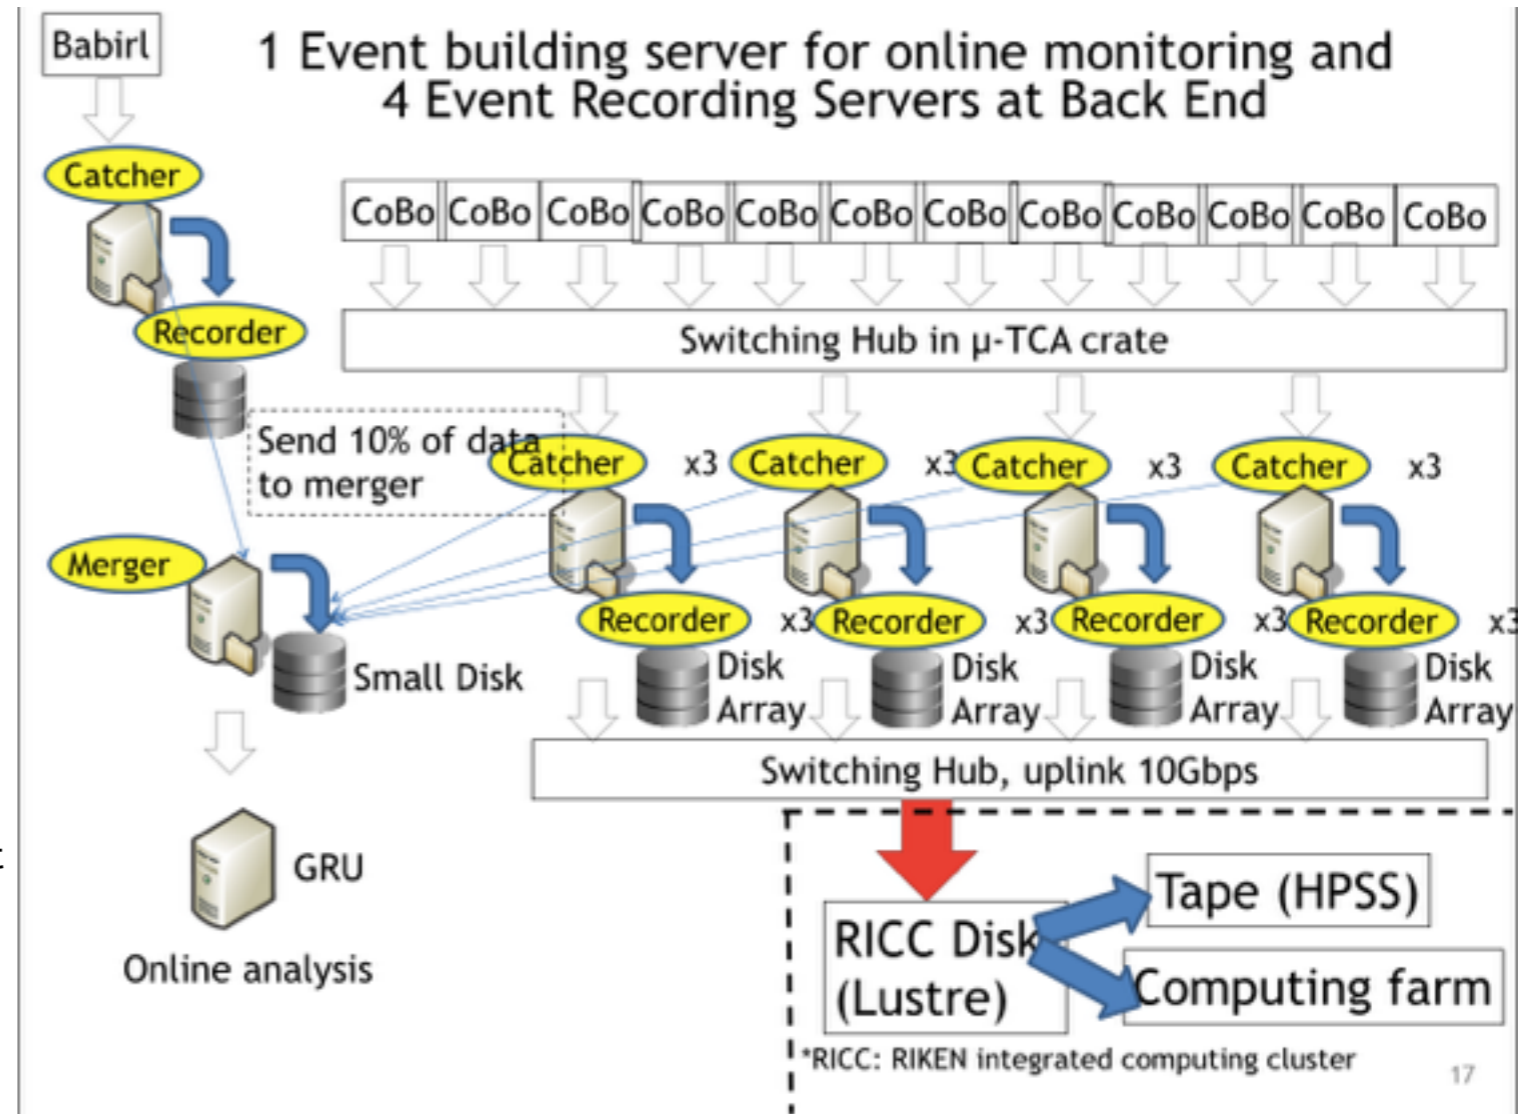 Babirl
1 Event building server for online monitoring and
4 Event Recording Servers at Back End
Catcher
CoBo CoBo CoBo CoBo CoBo CoBo CoBo CoBo CoBo CoBo CoBo CoBo
Recorder
Switching Hub in μ-TCA crate
Send 10% of data
to merger
Catcher x3 Catcher x3 Catcher x3 Catcher x3
Merger
Recorder x3 Recorder x3 Recorder x3 Recorder x3
Small Disk
Disk
Array
Disk
Array
Disk
Array
Disk
Array
Switching Hub, uplink 10Gbps
GRU
Online analysis
RICC Disk
(Lustre)
Tape (HPSS)
Computing farm
*RICC: RIKEN integrated computing cluster
17